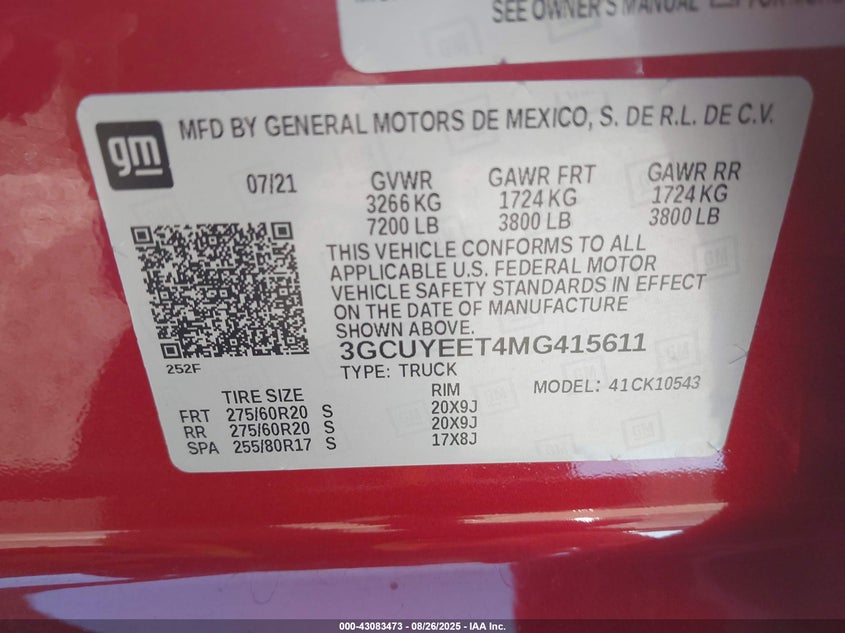 SEE OWNER'S MANUAL FOR
gm
MFD BY GENERAL MOTORS DE MEXICO, S. DE R.L. DE C.V.
07/21 GVWR GAWR FRT GAWR RR
3266 KG 1724 KG 1724 KG
7200 LB 3800 LB 3800 LB
THIS VEHICLE CONFORMS TO ALL
APPLICABLE U.S. FEDERAL MOTOR
VEHICLE SAFETY STANDARDS IN EFFECT
ON THE DATE OF MANUFACTURE
SHOWN ABOVE.
3GCUYEET4MG415611
252F
TYPE: TRUCK MODEL: 41CK10543
TIRE SIZE RIM
FRT 275/60R20 S 20X9J
RR 275/60R20 S 20X9J
SPA 255/80R17 S 17X8J
000-43083473 - 08/26/2025 - IAA Inc.